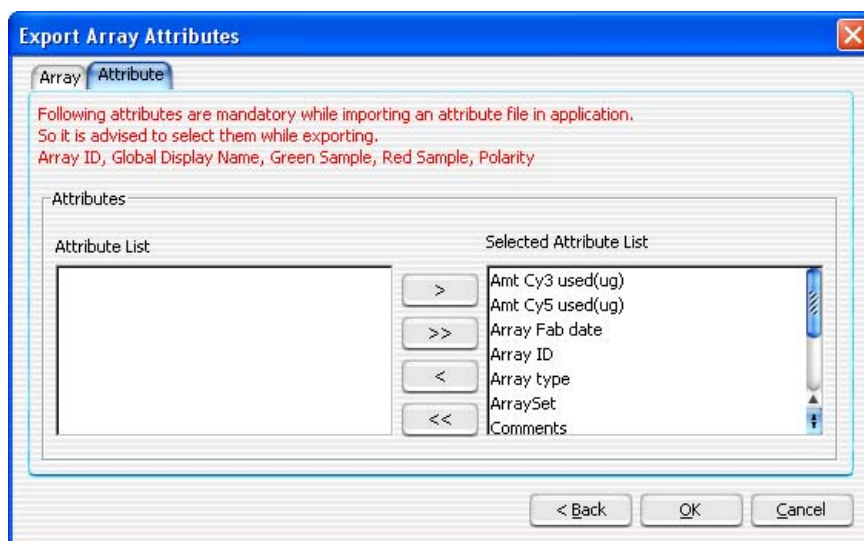 Export Array Attributes
Array
Attribute
Following attributes are mandatory while importing an attribute file in application.
So it is advised to select them while exporting.
Array ID, Global Display Name, Green Sample, Red Sample, Polarity
Attributes
Attribute List
Selected Attribute List
>
>>
<
<<
Amt Cy3 used(ug)
Amt Cy5 used(ug)
Array Fab date
Array ID
Array type
ArraySet
Comments
< Back
OK
Cancel